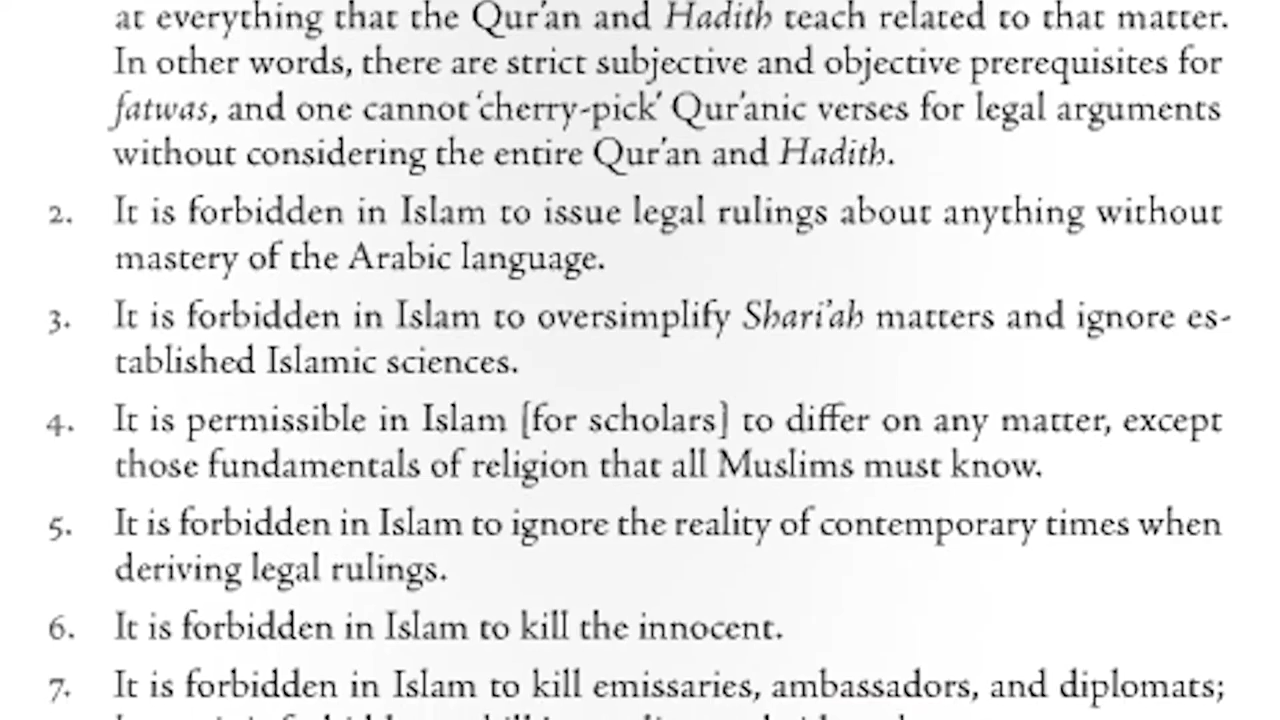 at everything that the Qur'an and Hadith teach related to that matter.
In other words, there are strict subjective and objective prerequisites for
fatwas, and one cannot 'cherry-pick' Qur'anic verses for legal arguments
without considering the entire Qur'an and Hadith.
2. It is forbidden in Islam to issue legal rulings about anything without
mastery of the Arabic language.
3. It is forbidden in Islam to oversimplify Shari'ah matters and ignore es-
tablished Islamic sciences.
4. It is permissible in Islam [for scholars] to differ on any matter, except
those fundamentals of religion that all Muslims must know.
5. It is forbidden in Islam to ignore the reality of contemporary times when
deriving legal rulings.
6. It is forbidden in Islam to kill the innocent.
7. It is forbidden in Islam to kill emissaries, ambassadors, and diplomats;